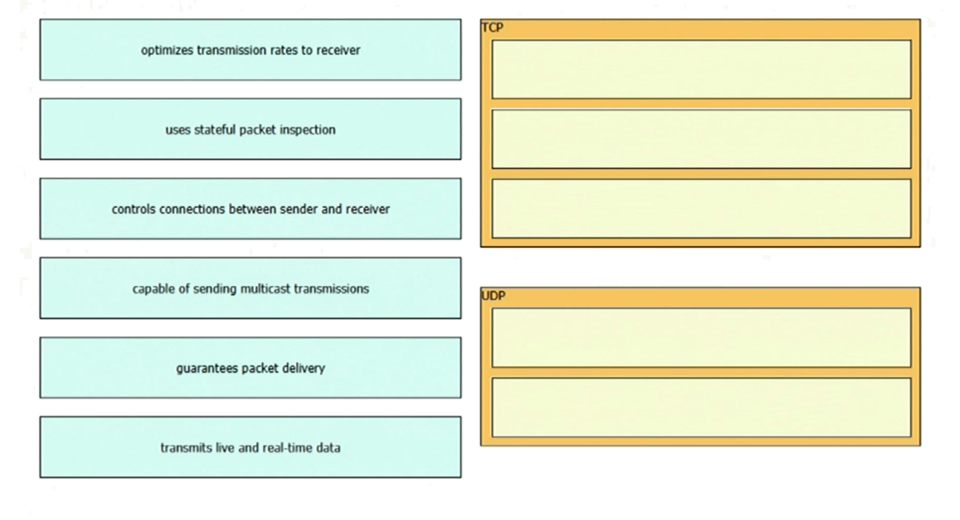 optimizes transmission rates to receiver
uses stateful packet inspection
controls connections between sender and receiver
capable of sending multicast transmissions
guarantees packet delivery
transmits live and real-time data
TCP
UDP